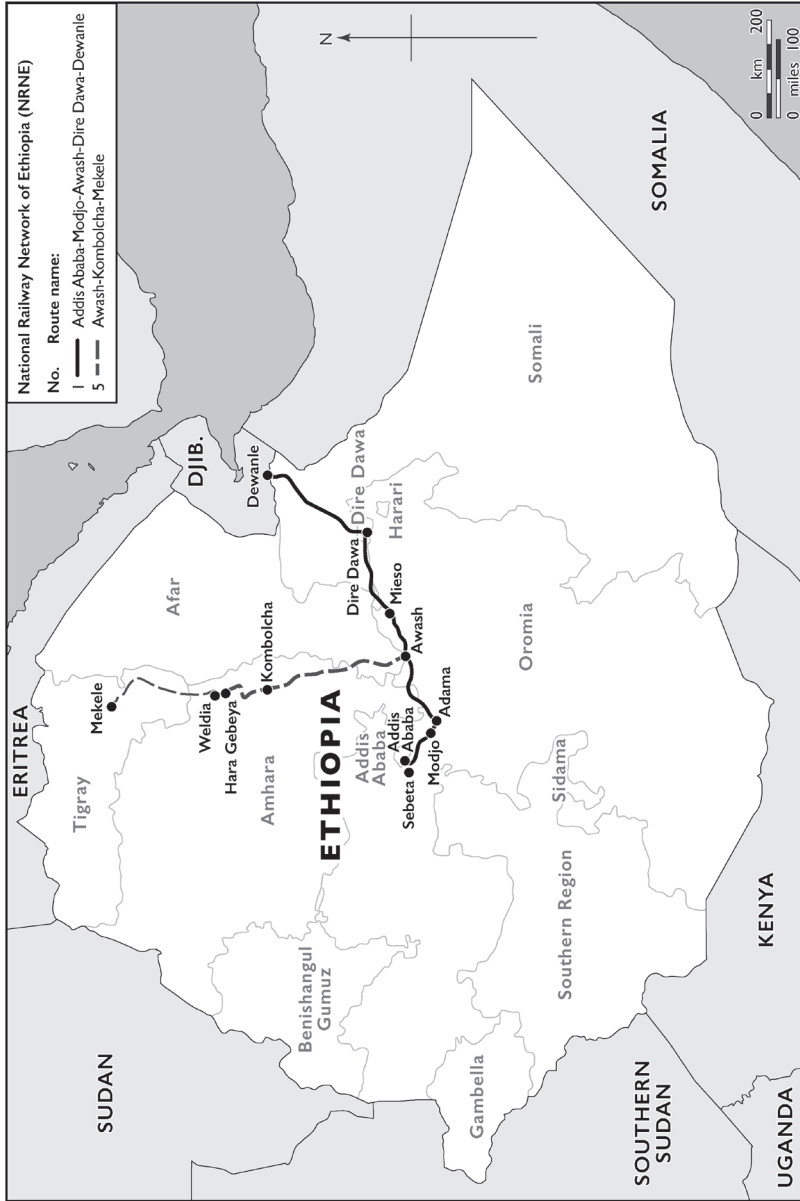 National Railway Network of Ethiopia (NRNE)
No. Route name:
1 Addis Ababa-Modjo-Awash-Dire Dawa-Dewanle
5 Awash-Kombolcha-Mekele
N
0 km 200
0 miles 100
ERITREA
SUDAN
DJIB.
SOMALIA
KENYA
SOUTHERN
SUDAN
UGANDA
ETHIOPIA
Tigray
Mekele
Afar
Weldia
Hara Gebeya
Kombolcha
Amhara
Benishangul
Gumuz
Dewanle
Dire Dawa
Dire Dawa
Harari
Mieso
Awash
Addis
Ababa
Addis
Ababa
Sebeta
Modjo
Adama
Oromia
Somali
Sidama
Southern Region
Gambella